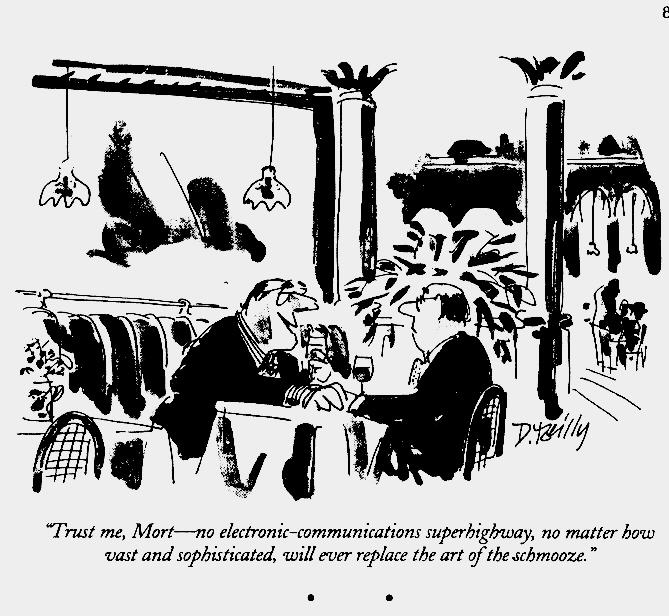 8
D. Reilly
"Trust me, Mort—no electronic-communications superhighway, no matter how
vast and sophisticated, will ever replace the art of the schmooze."